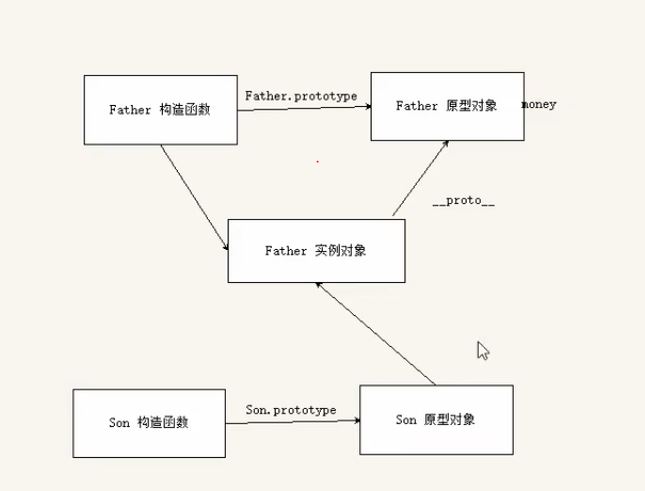 Father.prototype
Father 构造函数
Father 原型对象
money
__proto__
Father 实例对象
Son.prototype
Son 构造函数
Son 原型对象